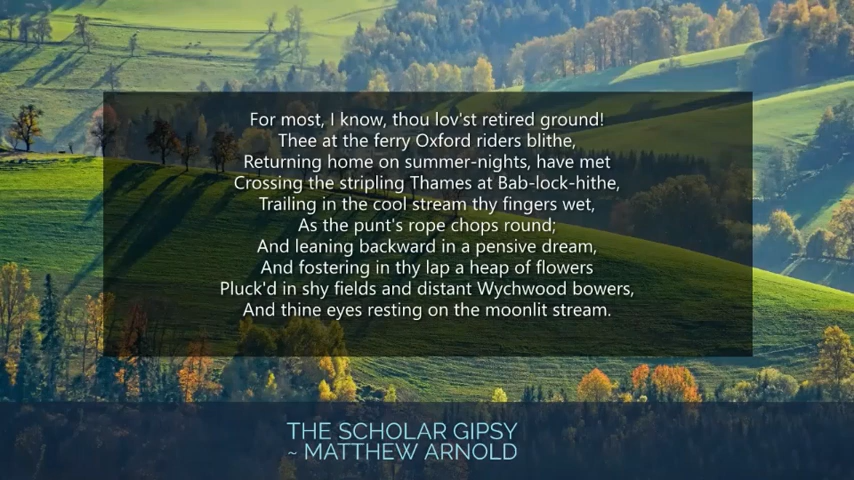 For most, I know, thou lov'st retired ground!
Thee at the ferry Oxford riders blithe,
Returning home on summer-nights, have met
Crossing the stripling Thames at Bab-lock-hithe,
Trailing in the cool stream thy fingers wet,
As the punt's rope chops round;
And leaning backward in a pensive dream,
And fostering in thy lap a heap of flowers
Pluck'd in shy fields and distant Wychwood bowers,
And thine eyes resting on the moonlit stream.
THE SCHOLAR GIPSY
~ MATTHEW ARNOLD